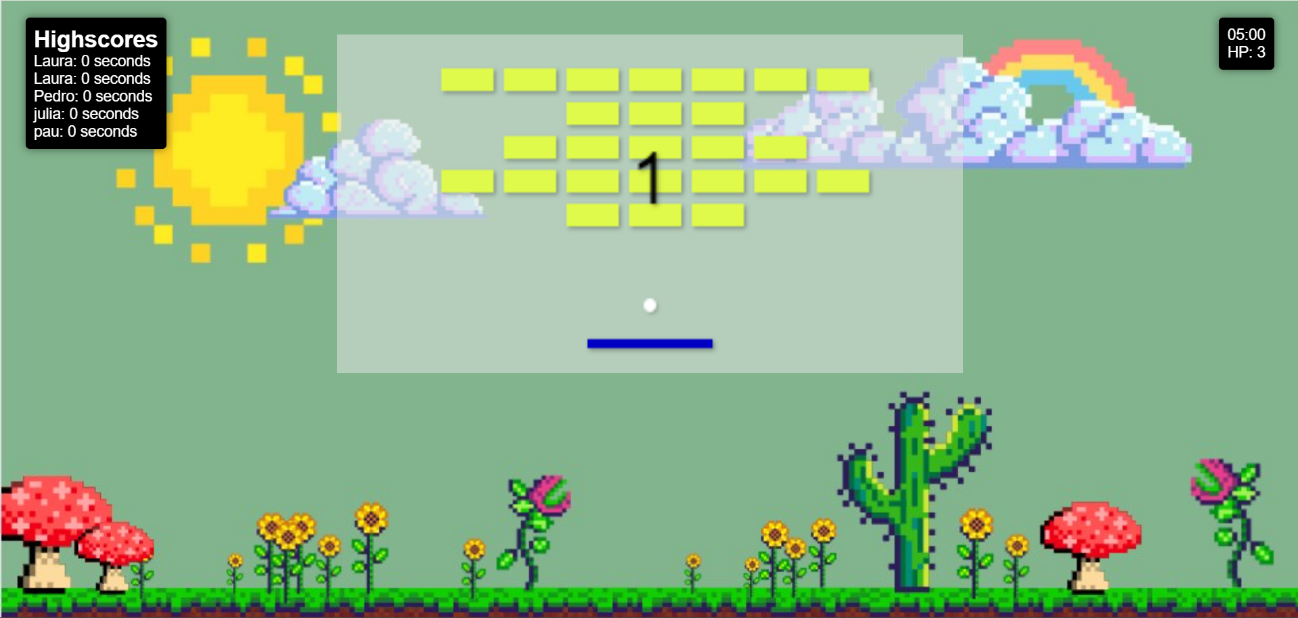 Highscores
Laura: 0 seconds
Laura: 0 seconds
Pedro: 0 seconds
julia: 0 seconds
pau: 0 seconds
05:00
HP: 3
1